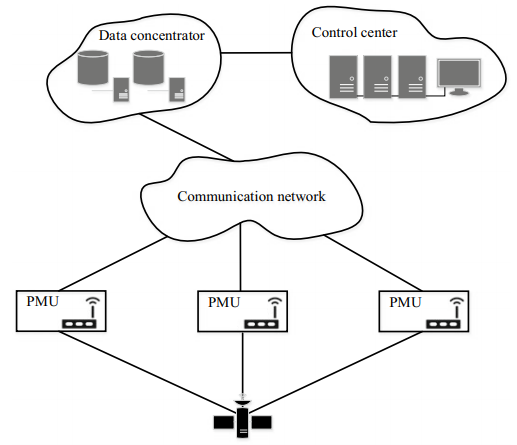 Data concentrator
Control center
Communication network
PMU
PMU
PMU